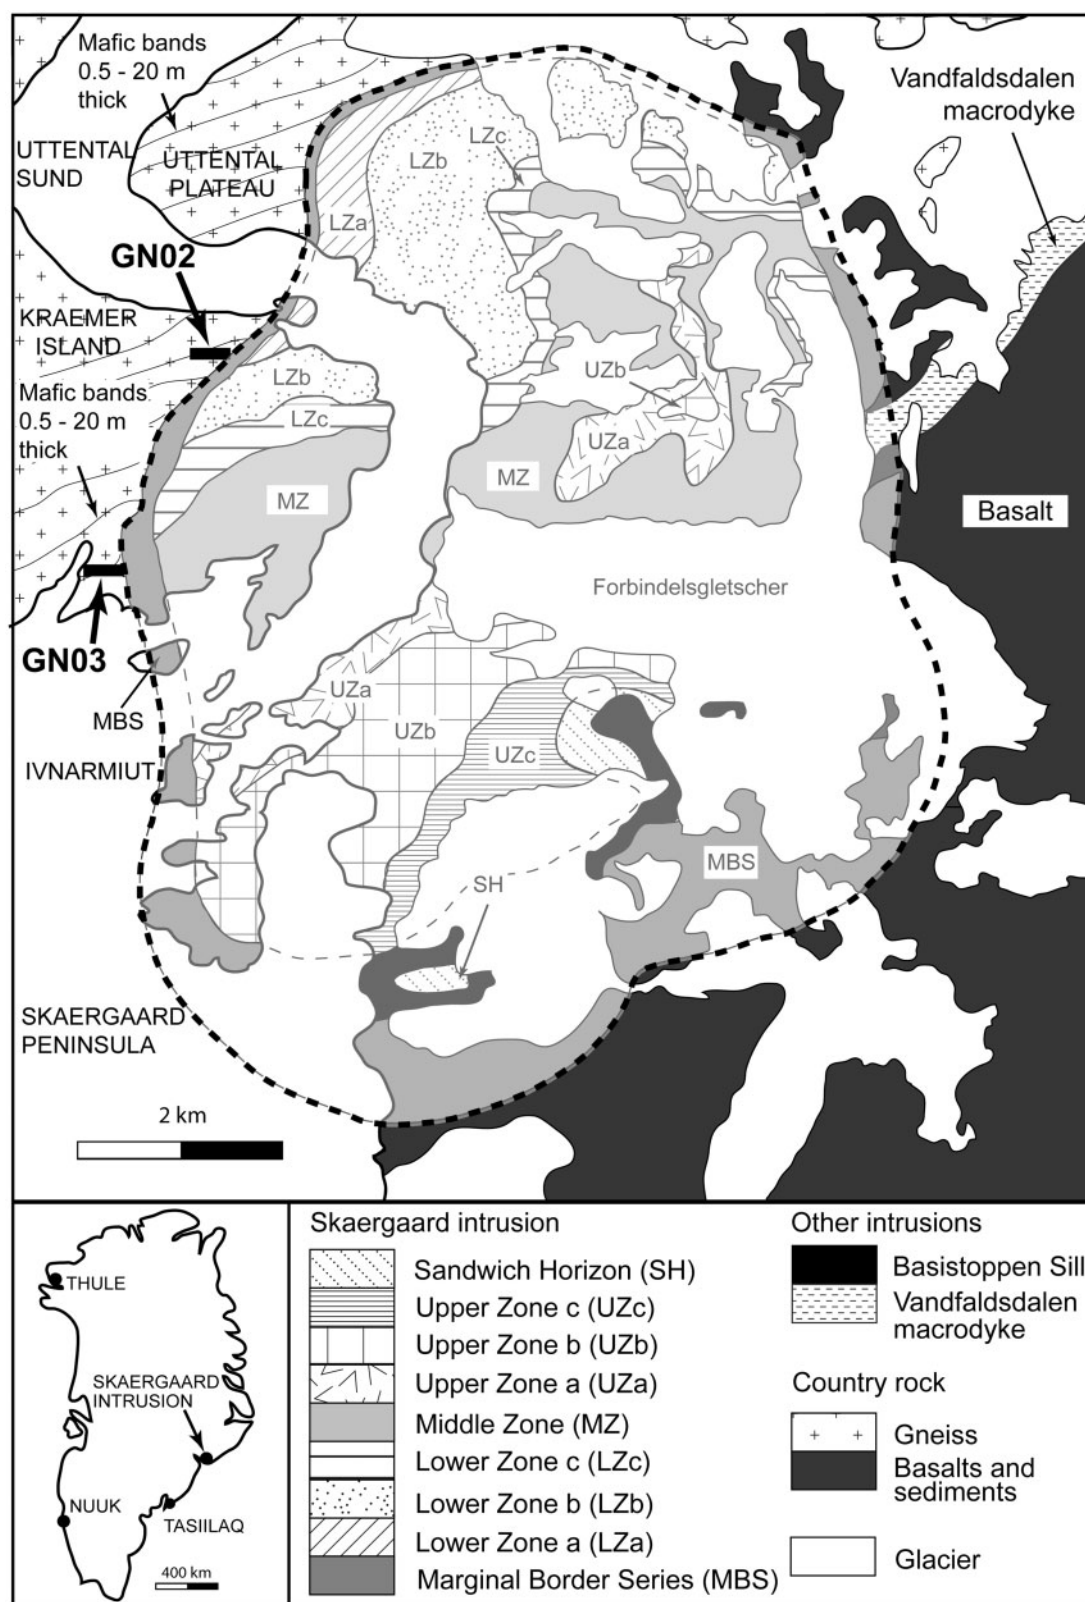 Mafic bands
0.5 - 20 m
thick
Vandfaldsdalen
macrodyke
UTTENTAL
SUND
UTTENTAL
PLATEAU
LZc
LZb
LZa
GN02
KRAEMER
ISLAND
Mafic bands
0.5 - 20 m
thick
LZb
LZc
UZb
UZa
MZ
MZ
Basalt
Forbindelsgletscher
GN03
MBS
UZa
UZb
UZc
IVNARMIUT
MBS
SH
SKAERGAARD
PENINSULA
2 km
THULE
SKAERGAARD
INTRUSION
NUUK
TASIILAQ
400 km
Skaergaard intrusion
Sandwich Horizon (SH)
Upper Zone c (UZc)
Upper Zone b (UZb)
Upper Zone a (UZa)
Middle Zone (MZ)
Lower Zone c (LZc)
Lower Zone b (LZb)
Lower Zone a (LZa)
Marginal Border Series (MBS)
Other intrusions
Basistoppen Sill
Vandfaldsdalen
macrodyke
Country rock
Gneiss
Basalts and
sediments
Glacier